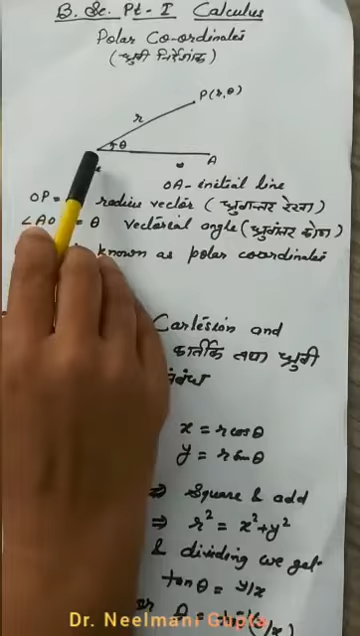 B. Sc. Pt - I Calculus
Polar Co-ordinates
(ध्रुवी निर्देशांक)
P(r, θ)
r
θ
A
OA - initial line
OP = radius vector (ध्रुवान्तर रेखा)
∠AO = θ vectorial angle (ध्रुवांतर कोण)
known as polar coordinates
Cartesian and
कार्तीक तथा ध्रुवी
x = r cos θ
y = r sin θ
⇒ Square & add
⇒ r² = x² + y²
& dividing we get
tan θ = y/x
or θ = (y/x)
Dr. Neelmani Gupta